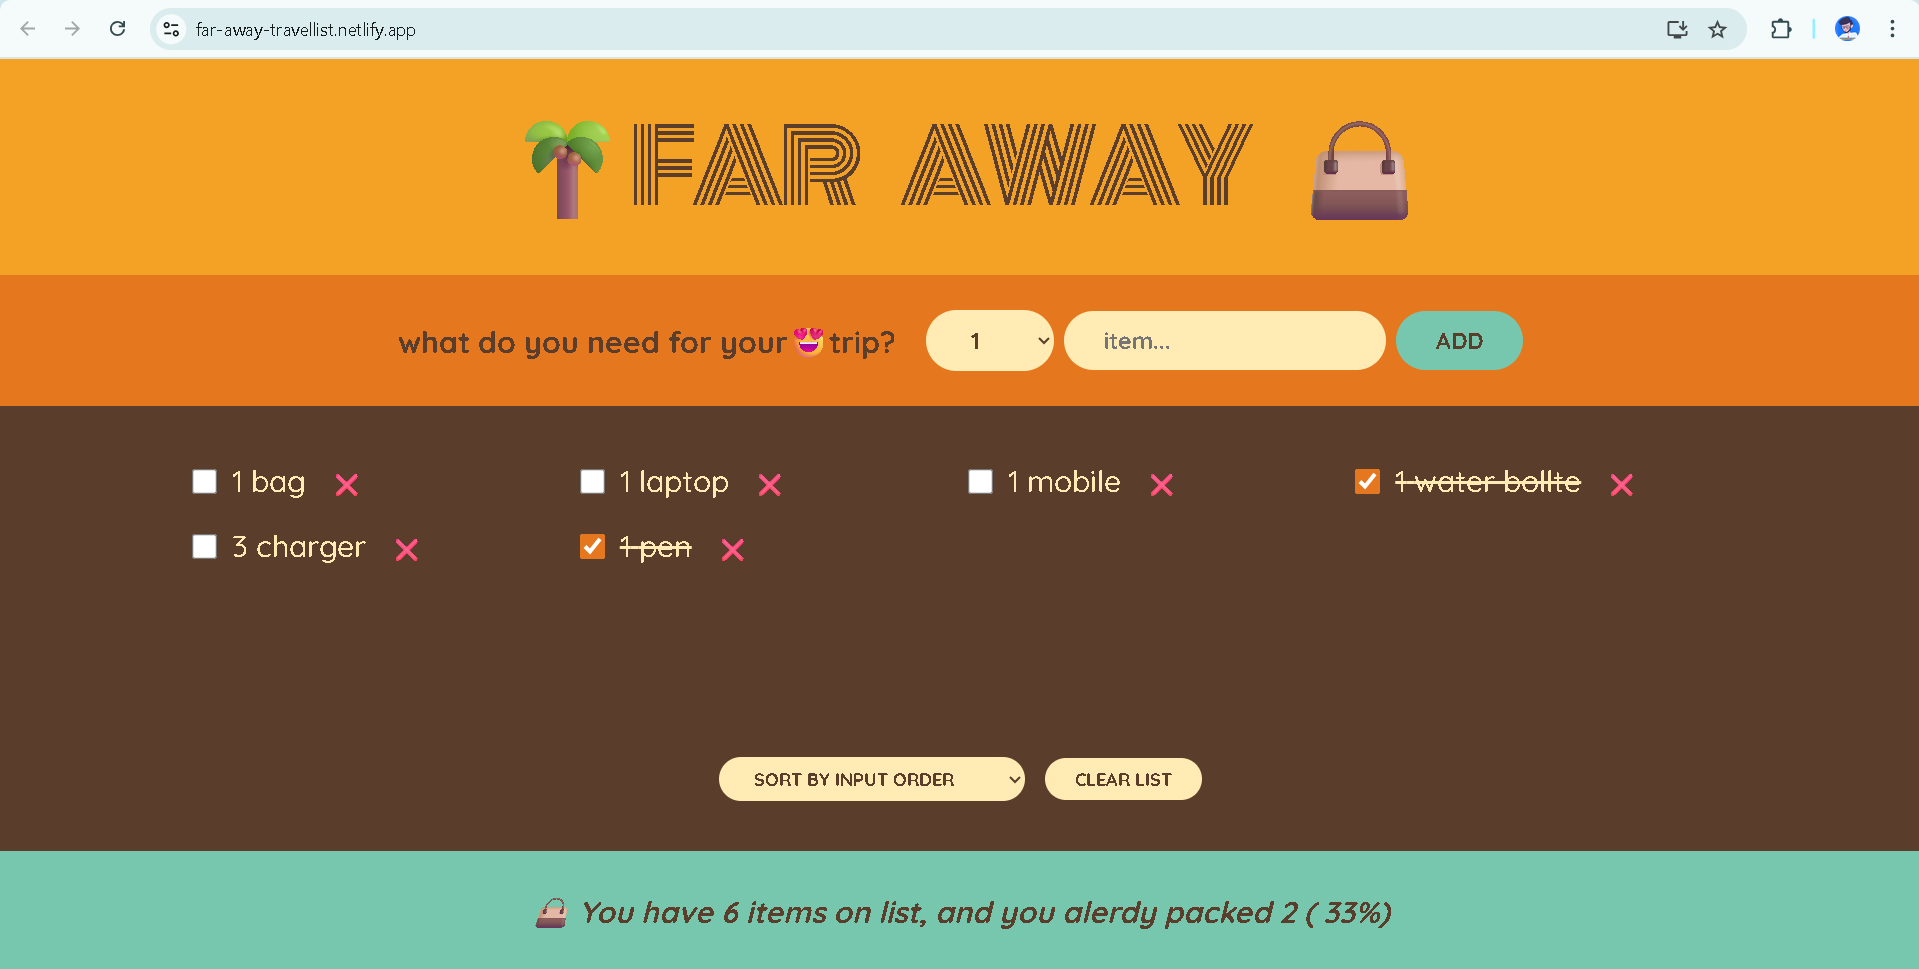 far-away-travellist.netlify.app
FAR AWAY
what do you need for your 😍 trip? 1 item... ADD
1 bag ❌ 1 laptop ❌ 1 mobile ❌ 1 water bollte ❌
3 charger ❌ 1 pen ❌
SORT BY INPUT ORDER CLEAR LIST
You have 6 items on list, and you alerdy packed 2 ( 33%)